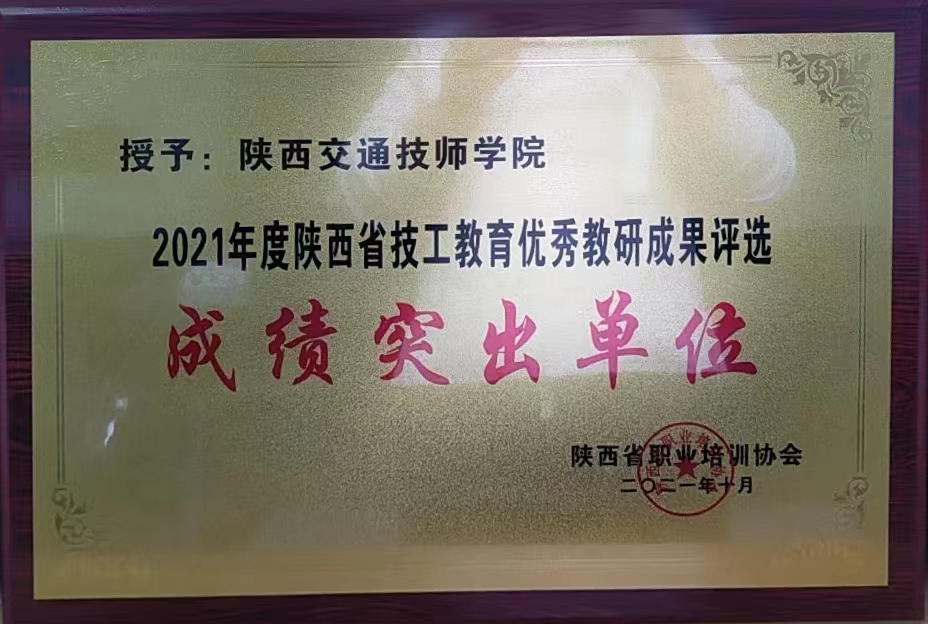 授予：陕西交通技师学院
2021年度陕西省技工教育优秀教研成果评选
成绩突出单位
陕西省职业培训协会
二〇二一年十月